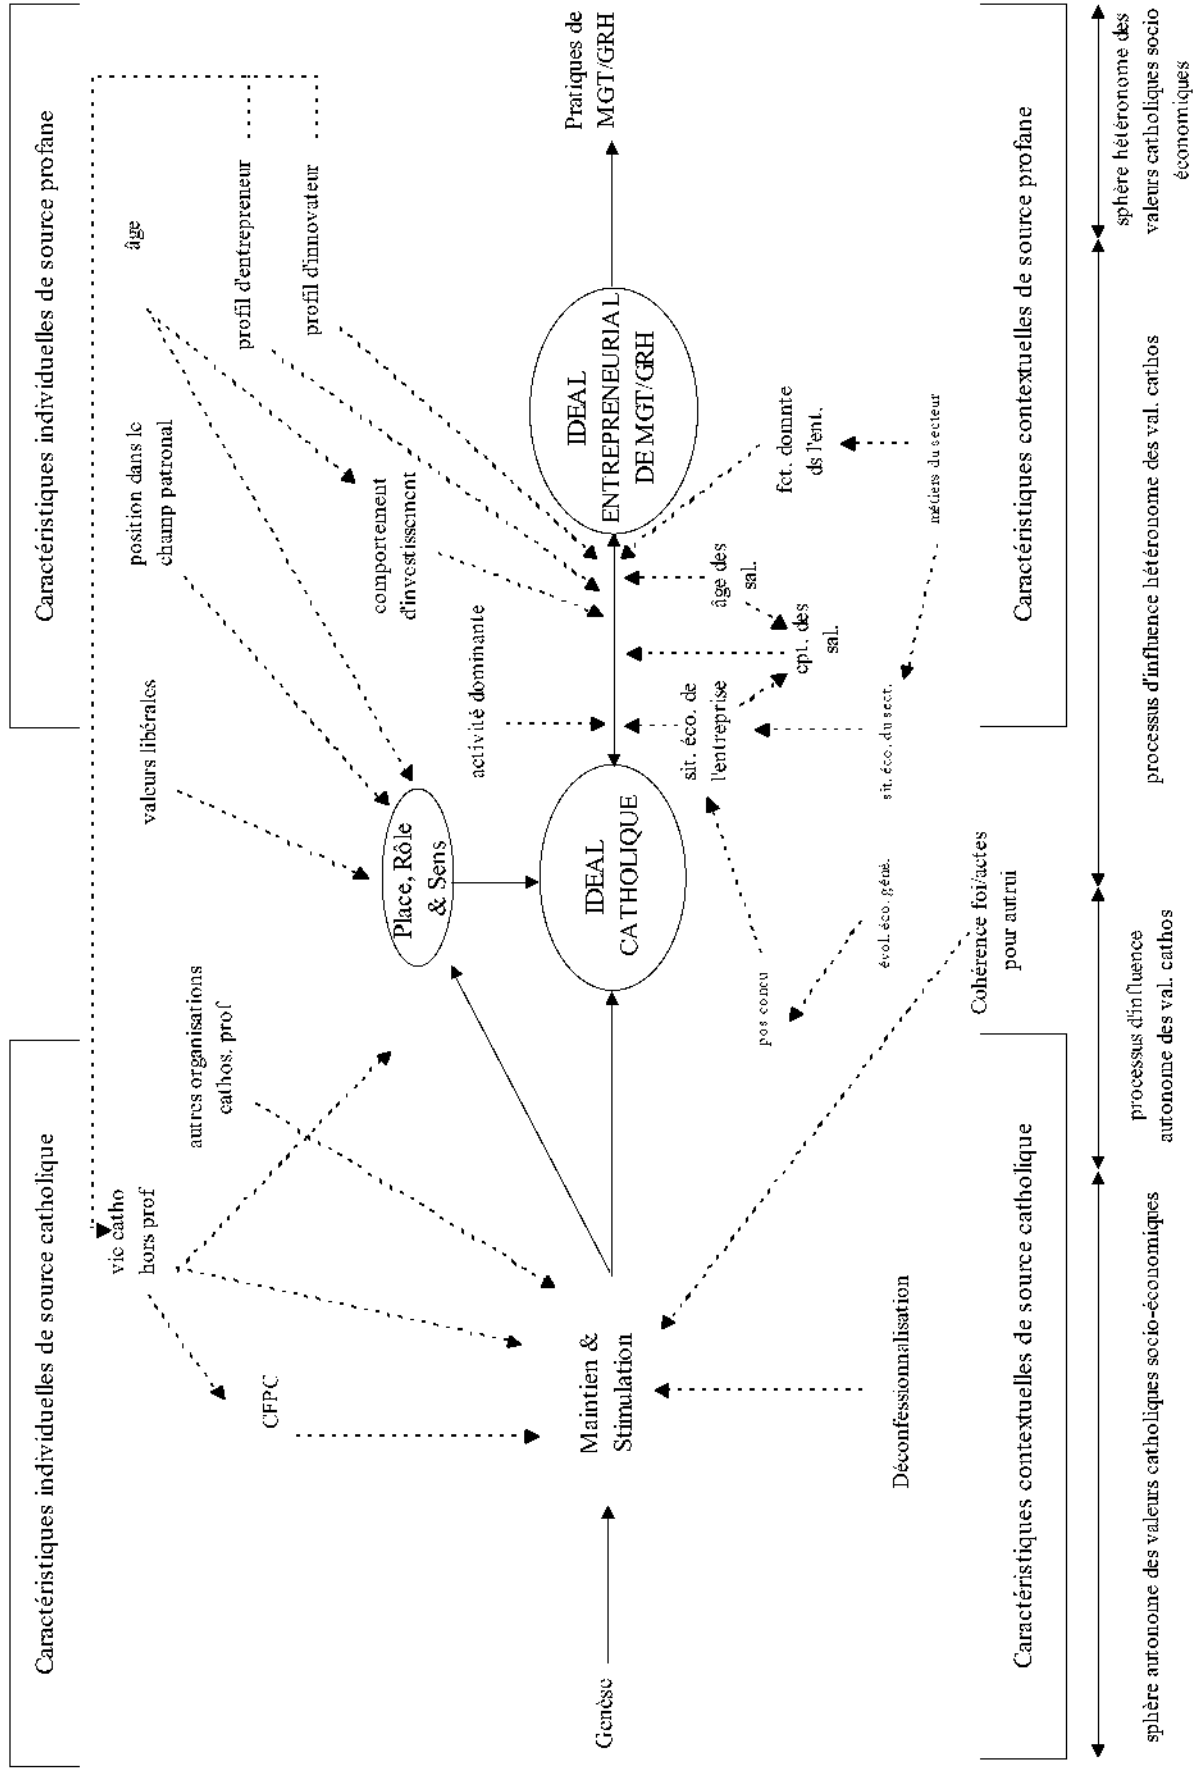 Caractéristiques individuelles de source catholique
Caractéristiques individuelles de source profane
vie catho
hors prof
CFPC
autres organisations
cathos. prof
valeurs libérales
position dans le
champ patronal
âge
profil d'entrepreneur
profil d'innovateur
comportement
d'investissement
activité dominante
Place, Rôle
& Sens
Genèse
Maintien &
Stimulation
IDEAL
CATHOLIQUE
IDEAL
ENTREPRENEURIAL
DE MGT/GRH
Pratiques de
MGT/GRH
sit. éco. de
l'entreprise
âge des
sal.
cpt. des
sal.
fct. domnte
ds l'ent.
pos concu
évol. éco. géné.
sit. éco. du sect.
métiers du secteur
Déconfessionnalisation
Cohérence foi/actes
pour autrui
Caractéristiques contextuelles de source catholique
Caractéristiques contextuelles de source profane
sphère autonome des valeurs catholiques socio-économiques
processus d'influence
autonome des val. cathos
processus d'influence hétéronome des val. cathos
sphère hétéronome des
valeurs catholiques socio
économiques